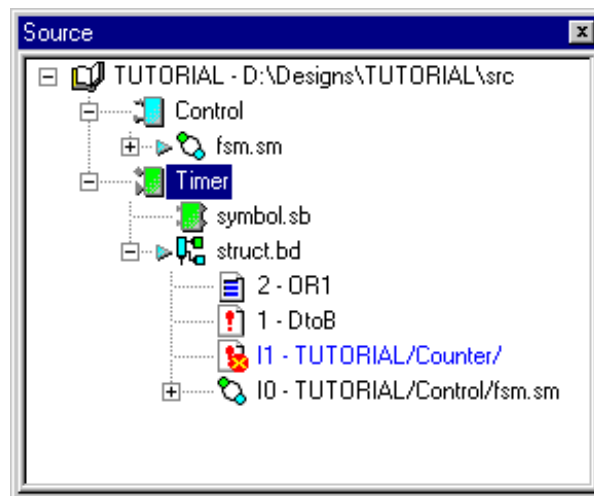 Source
TUTORIAL - D:\Designs\TUTORIAL\src
Control
fsm.sm
Timer
symbol.sb
struct.bd
2 - OR1
1 - DtoB
I1 - TUTORIAL/Counter/
I0 - TUTORIAL/Control/fsm.sm